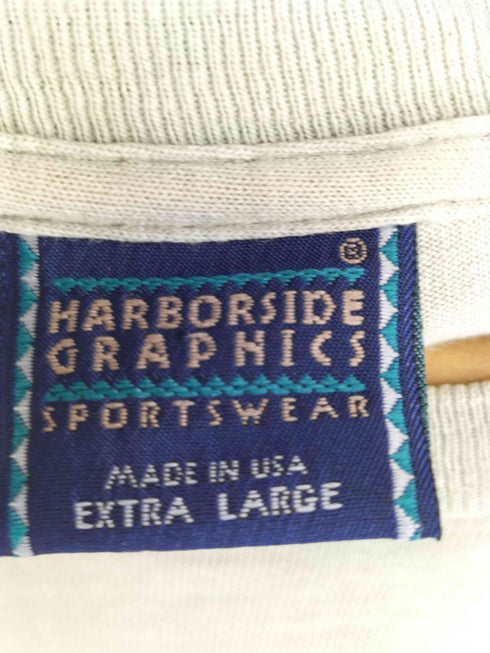 ®
HARBORSIDE
GRAPHICS
SPORTSWEAR
MADE IN USA
EXTRA LARGE